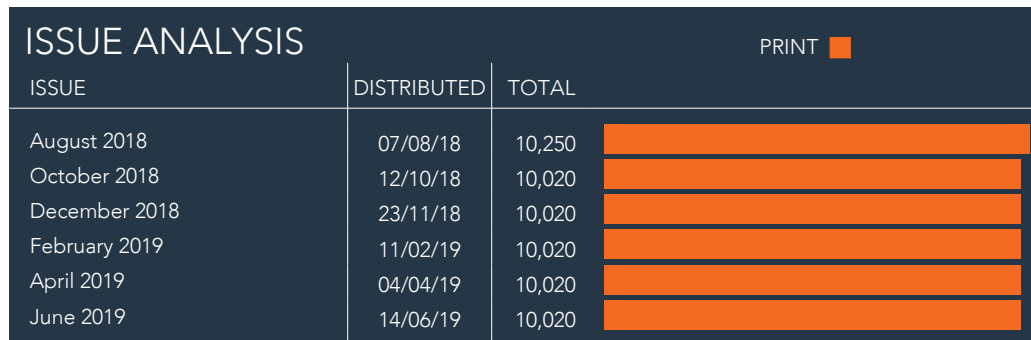 ISSUE ANALYSIS
PRINT
ISSUE DISTRIBUTED TOTAL
August 2018 07/08/18 10,250
October 2018 12/10/18 10,020
December 2018 23/11/18 10,020
February 2019 11/02/19 10,020
April 2019 04/04/19 10,020
June 2019 14/06/19 10,020